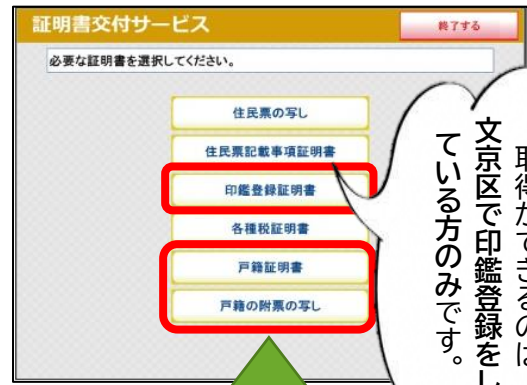 証明書交付サービス
終了する
必要な証明書を選択してください。
住民票の写し
住民票記載事項証明書
印鑑登録証明書
各種税証明書
戸籍証明書
戸籍の附票の写し
取得ができるのは、
文京区で印鑑登録をし
ている方のみです。